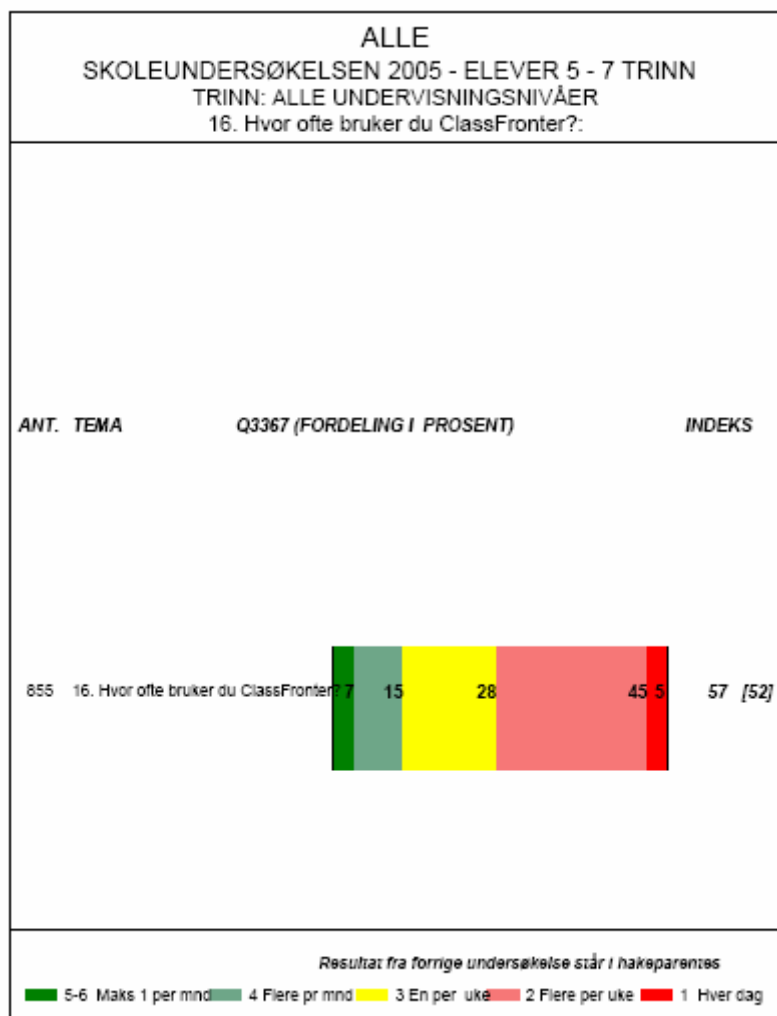 ALLE
SKOLEUNDERSØKELSEN 2005 - ELEVER 5 - 7 TRINN
TRINN: ALLE UNDERVISNINGSNIVÅER
16. Hvor ofte bruker du ClassFronter?:
ANT. TEMA Q3367 (FORDELING I PROSENT) INDEKS
855 16. Hvor ofte bruker du ClassFronter? 7 15 28 45 5 57 [52]
Resultat fra forrige undersøkelse står i hakeparentes
5-6 Maks 1 per mnd 4 Flere pr mnd 3 En per uke 2 Flere per uke 1 Hver dag